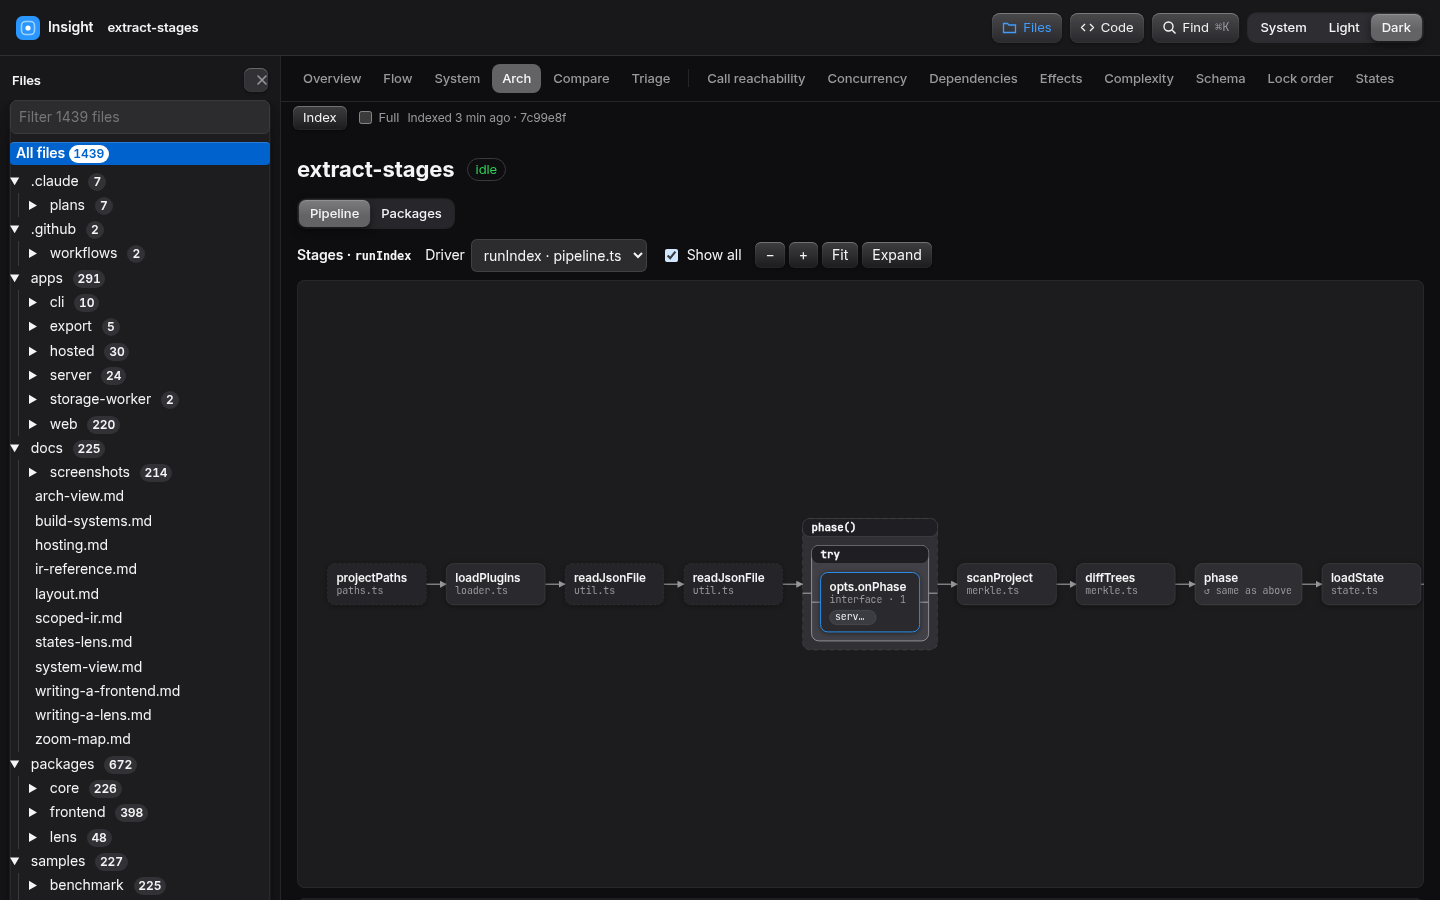 Insight extract-stages
Files Code Find ⌘K System Light Dark
Files
Filter 1439 files
All files 1439
.claude 7
plans 7
.github 2
workflows 2
apps 291
cli 10
export 5
hosted 30
server 24
storage-worker 2
web 220
docs 225
screenshots 214
arch-view.md
build-systems.md
hosting.md
ir-reference.md
layout.md
scoped-ir.md
states-lens.md
system-view.md
writing-a-frontend.md
writing-a-lens.md
zoom-map.md
packages 672
core 226
frontend 398
lens 48
samples 227
benchmark 225
Overview Flow System Arch Compare Triage Call reachability Concurrency Dependencies Effects Complexity Schema Lock order States
Index Full Indexed 3 min ago · 7c99e8f
extract-stages idle
Pipeline Packages
Stages · runIndex Driver runIndex · pipeline.ts Show all − + Fit Expand
projectPaths
paths.ts
loadPlugins
loader.ts
readJsonFile
util.ts
readJsonFile
util.ts
phase()
try
opts.onPhase
interface · 1
serv…
scanProject
merkle.ts
diffTrees
merkle.ts
phase
↺ same as above
loadState
state.ts